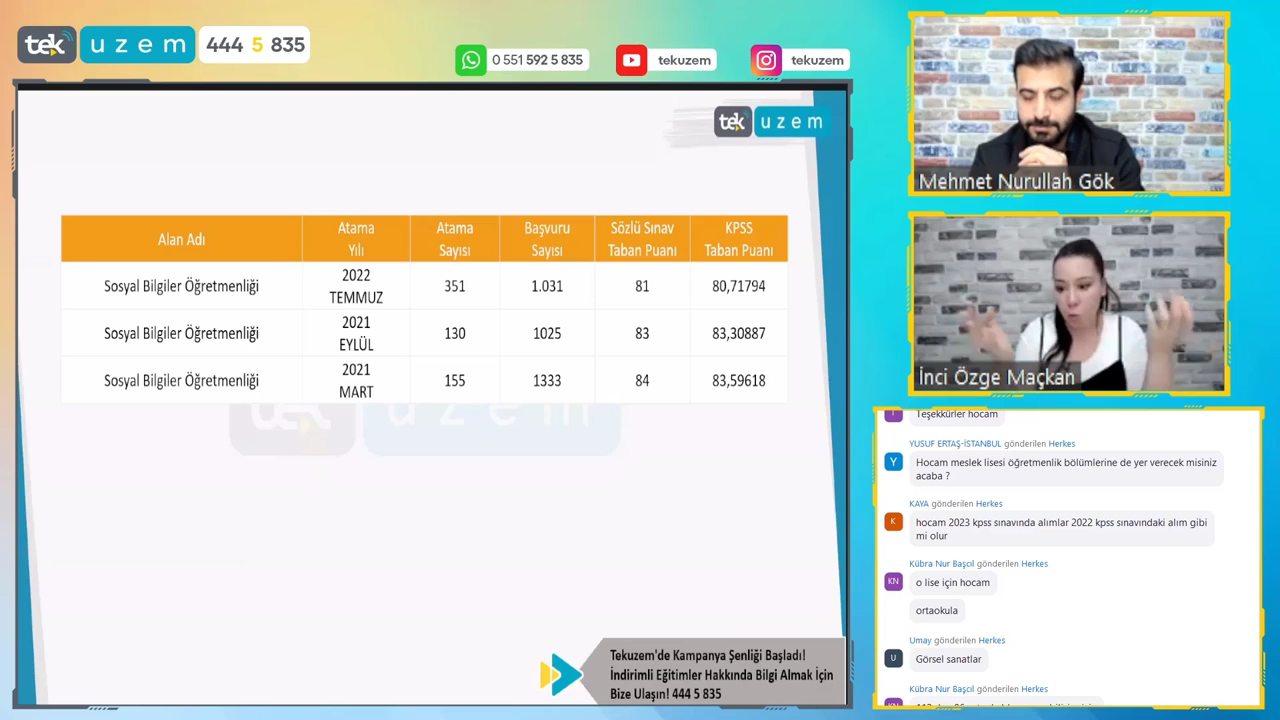 tek uzem 444 5 835
0 551 592 5 835
tekuzem
tekuzem
tek uzem
Alan Adı
Atama Yılı
Atama Sayısı
Başvuru Sayısı
Sözlü Sınav Taban Puanı
KPSS Taban Puanı
Sosyal Bilgiler Öğretmenliği 2022 TEMMUZ 351 1.031 81 80,71794
Sosyal Bilgiler Öğretmenliği 2021 EYLÜL 130 1025 83 83,30887
Sosyal Bilgiler Öğretmenliği 2021 MART 155 1333 84 83,59618
Tekuzem'de Kampanya Şenliği Başladı!
İndirimli Eğitimler Hakkında Bilgi Almak İçin
Bize Ulaşın! 444 5 835
Mehmet Nurullah Gök
İnci Özge Maçkan
Teşekkürler hocam
YUSUF ERTAŞ-İSTANBUL gönderilen Herkes
Y
Hocam meslek lisesi öğretmenlik bölümlerine de yer verecek misiniz
acaba ?
KAYA gönderilen Herkes
K
hocam 2023 kpss sınavında alımlar 2022 kpss sınavındaki alım gibi
mi olur
Kübra Nur Başcıl gönderilen Herkes
KN
o lise için hocam
ortaokula
Umay gönderilen Herkes
U
Görsel sanatlar
Kübra Nur Başcıl gönderilen Herkes